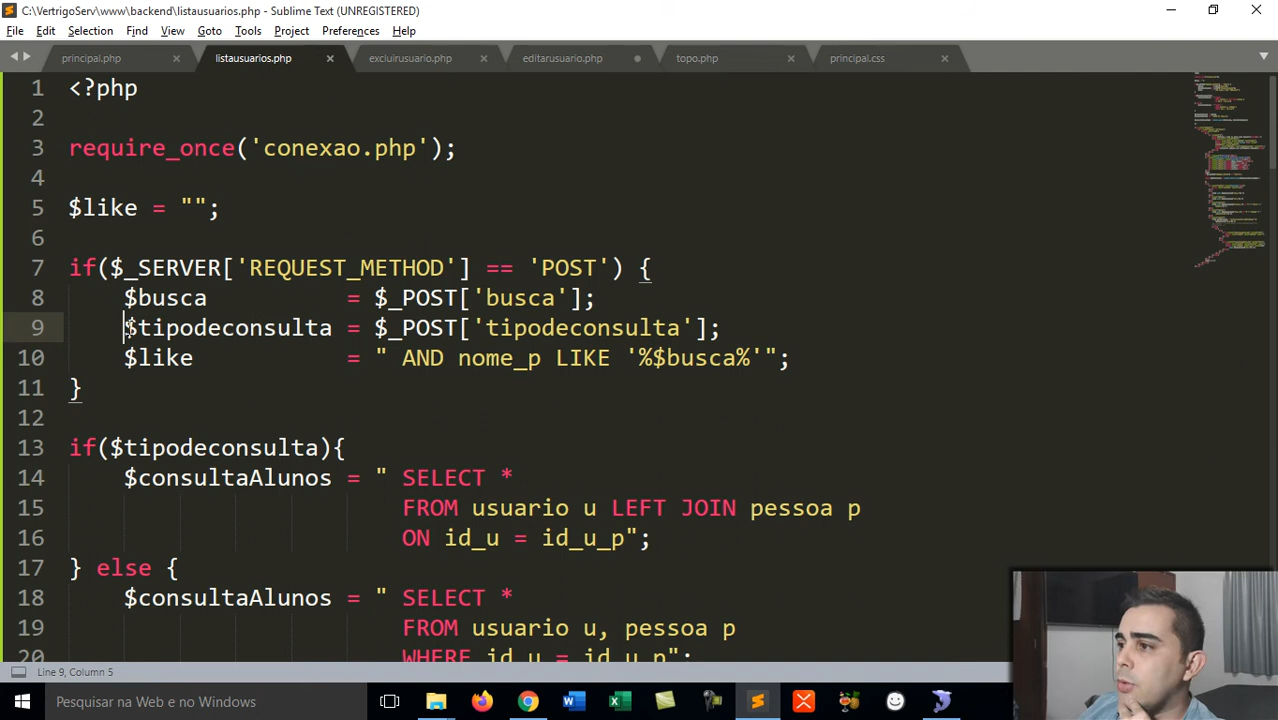 C:\VertrigoServ\www\backend\listausuarios.php - Sublime Text (UNREGISTERED)
File Edit Selection Find View Goto Tools Project Preferences Help
principal.php listausuarios.php excluirusuario.php editarusuario.php topo.php principal.css
1 <?php
2
3 require_once('conexao.php');
4
5 $like = "";
6
7 if($_SERVER['REQUEST_METHOD'] == 'POST') {
8 $busca = $_POST['busca'];
9 $tipodeconsulta = $_POST['tipodeconsulta'];
10 $like = " AND nome_p LIKE '%$busca%'";
11 }
12
13 if($tipodeconsulta){
14 $consultaAlunos = " SELECT *
15 FROM usuario u LEFT JOIN pessoa p
16 ON id_u = id_u_p";
17 } else {
18 $consultaAlunos = " SELECT *
19 FROM usuario u, pessoa p
20 WHERE id_u = id_u_p";
Line 9, Column 5
Pesquisar na Web e no Windows